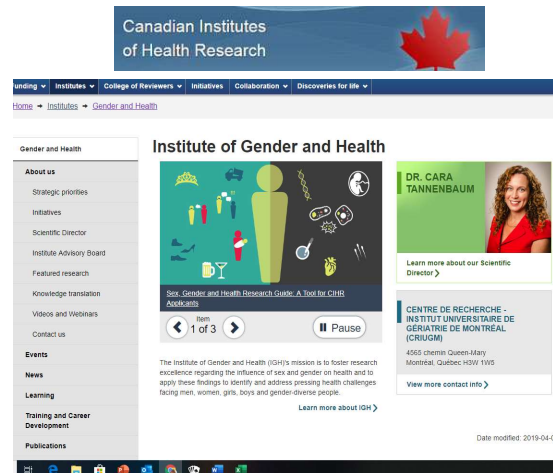 Canadian Institutes
of Health Research
unding Institutes College of Reviewers Initiatives Collaboration Discoveries for life
Home → Institutes → Gender and Health
Gender and Health
About us
Strategic priorities
Initiatives
Scientific Director
Institute Advisory Board
Featured research
Knowledge translation
Videos and Webinars
Contact us
Events
News
Learning
Training and Career
Development
Publications
Institute of Gender and Health
Sex, Gender and Health Research Guide: A Tool for CIHR
Applicants
Item
1 of 3
Pause
The Institute of Gender and Health (IGH)'s mission is to foster research
excellence regarding the influence of sex and gender on health and to
apply these findings to identify and address pressing health challenges
facing men, women, girls, boys and gender-diverse people.
Learn more about IGH ❯
DR. CARA
TANNENBAUM
Learn more about our Scientific
Director ❯
CENTRE DE RECHERCHE -
INSTITUT UNIVERSITAIRE DE
GÉRIATRIE DE MONTRÉAL
(CRIUGM)
4565 chemin Queen-Mary
Montréal, Québec H3W 1W5
View more contact info ❯
Date modified: 2019-04-0